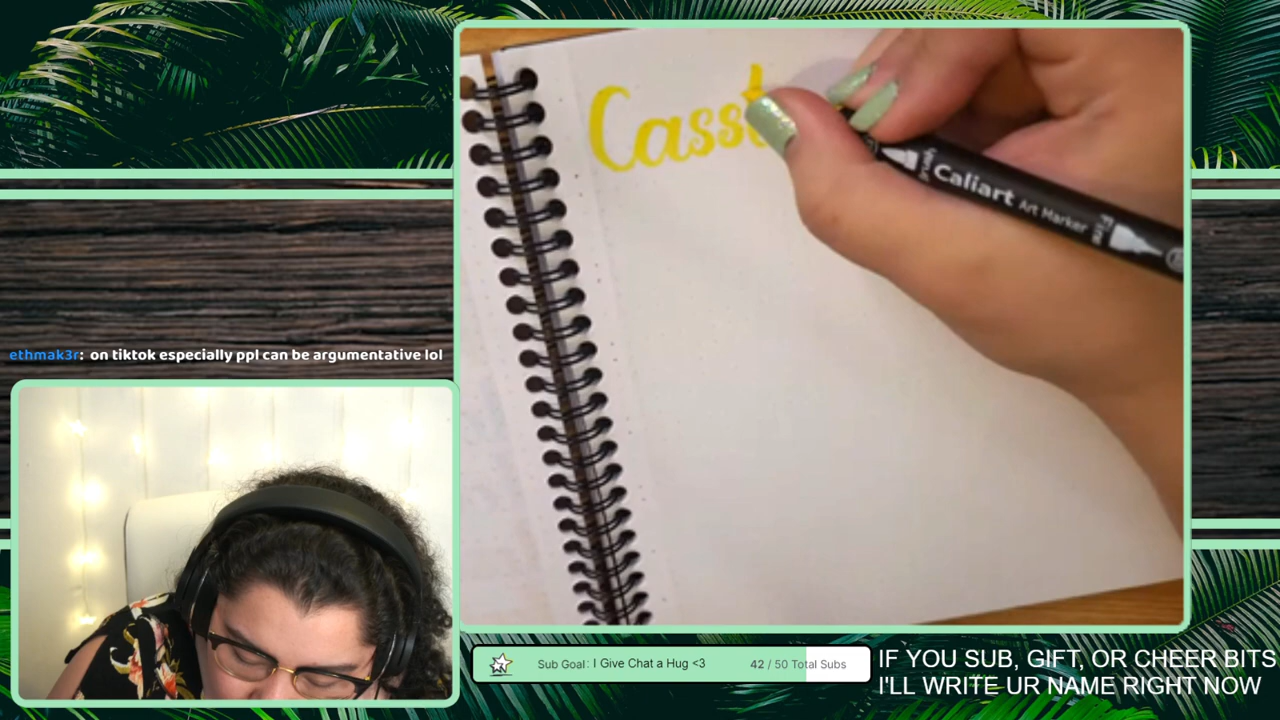 Caliart Art Marker Fine
ethmak3r: on tiktok especially ppl can be argumentative lol
Sub Goal: I Give Chat a Hug <3 42 / 50 Total Subs
IF YOU SUB, GIFT, OR CHEER BITS
I'LL WRITE UR NAME RIGHT NOW